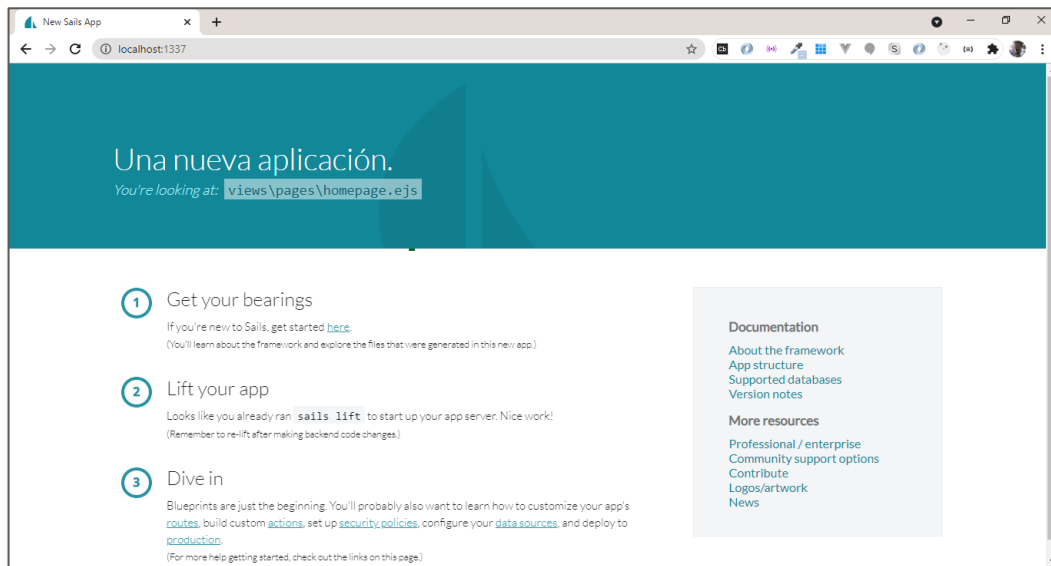 New Sails App
localhost:1337
Una nueva aplicación.
You're looking at: views\pages\homepage.ejs
1 Get your bearings
If you're new to Sails, get started here.
(You'll learn about the framework and explore the files that were generated in this new app.)
2 Lift your app
Looks like you already ran sails lift to start up your app server. Nice work!
(Remember to re-lift after making backend code changes.)
3 Dive in
Blueprints are just the beginning. You'll probably also want to learn how to customize your app's
routes, build custom actions, set up security policies, configure your data sources, and deploy to
production.
(For more help getting started, check out the links on this page.)
Documentation
About the framework
App structure
Supported databases
Version notes
More resources
Professional / enterprise
Community support options
Contribute
Logos/artwork
News